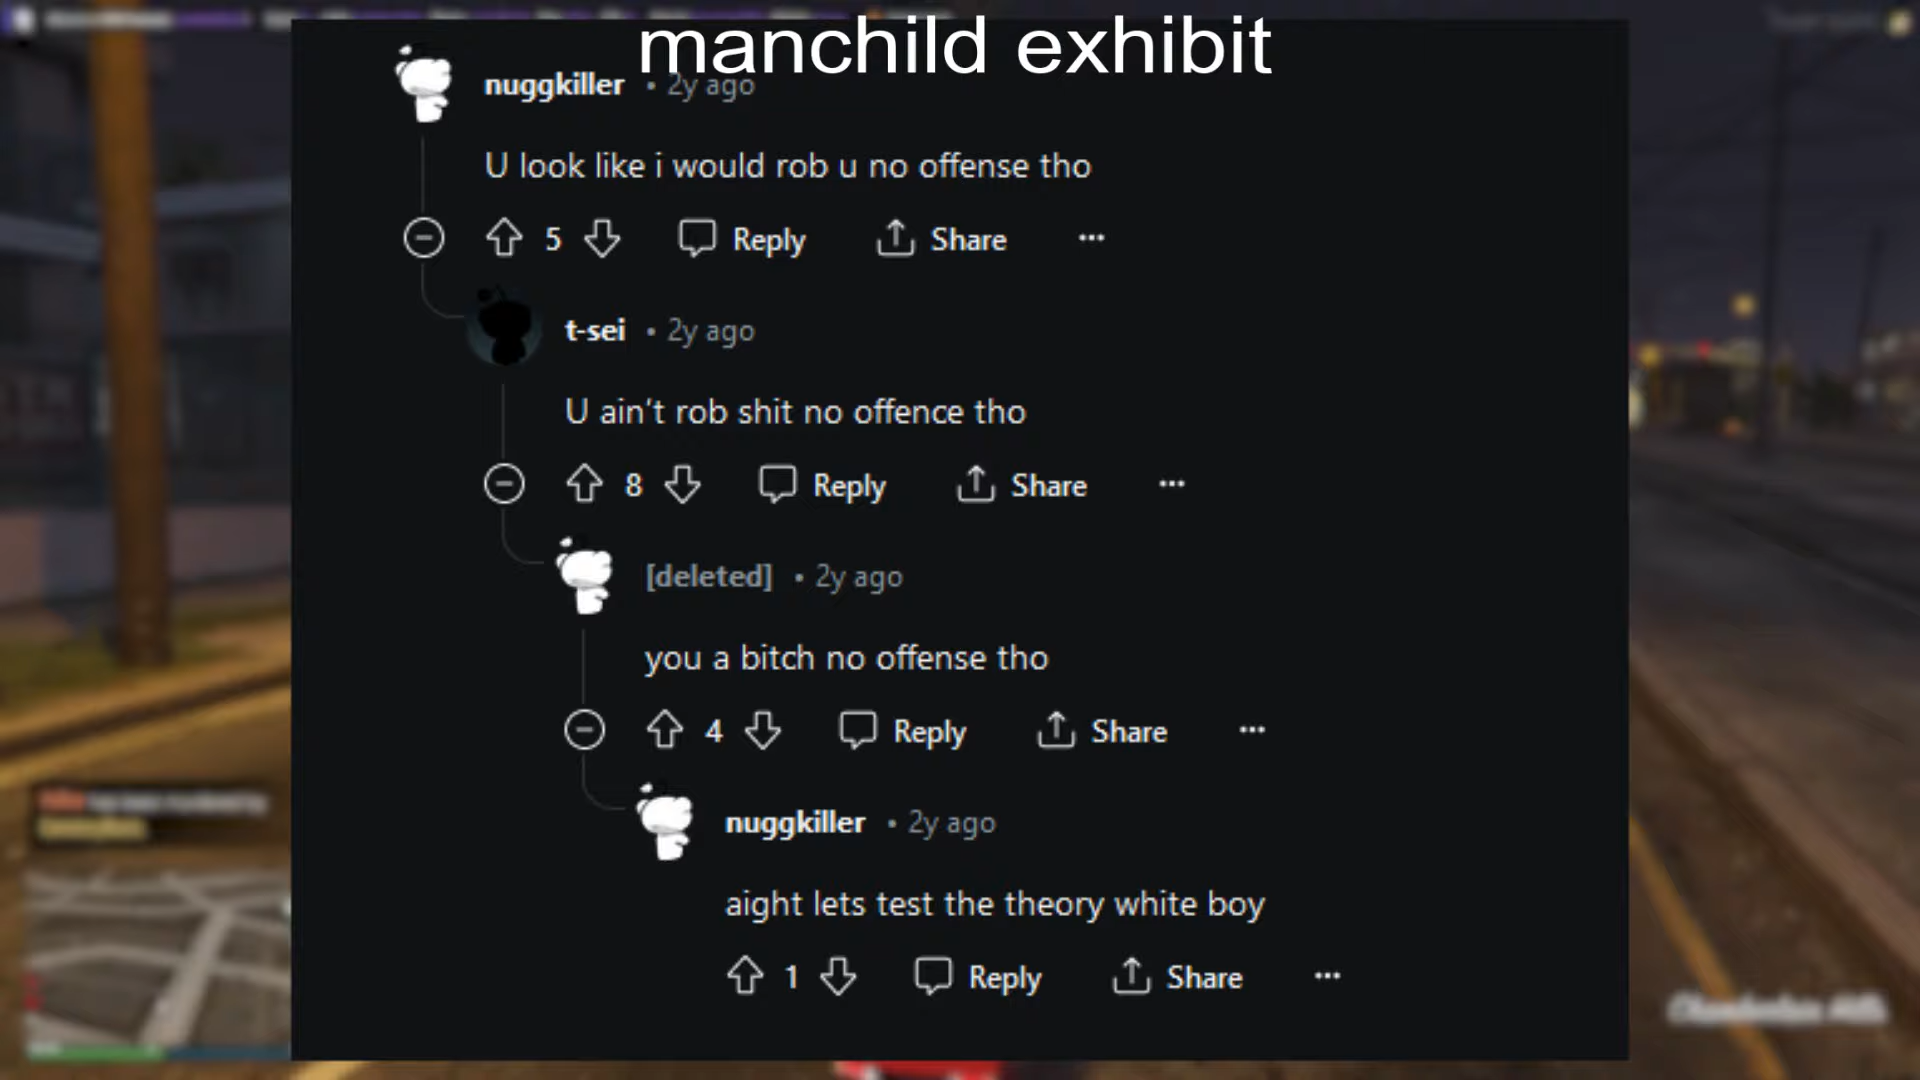 manchild exhibit
nuggkiller • 2y ago
U look like i would rob u no offense tho
5 Reply Share ...
t-sei • 2y ago
U ain't rob shit no offence tho
8 Reply Share ...
[deleted] • 2y ago
you a bitch no offense tho
4 Reply Share ...
nuggkiller • 2y ago
aight lets test the theory white boy
1 Reply Share ...